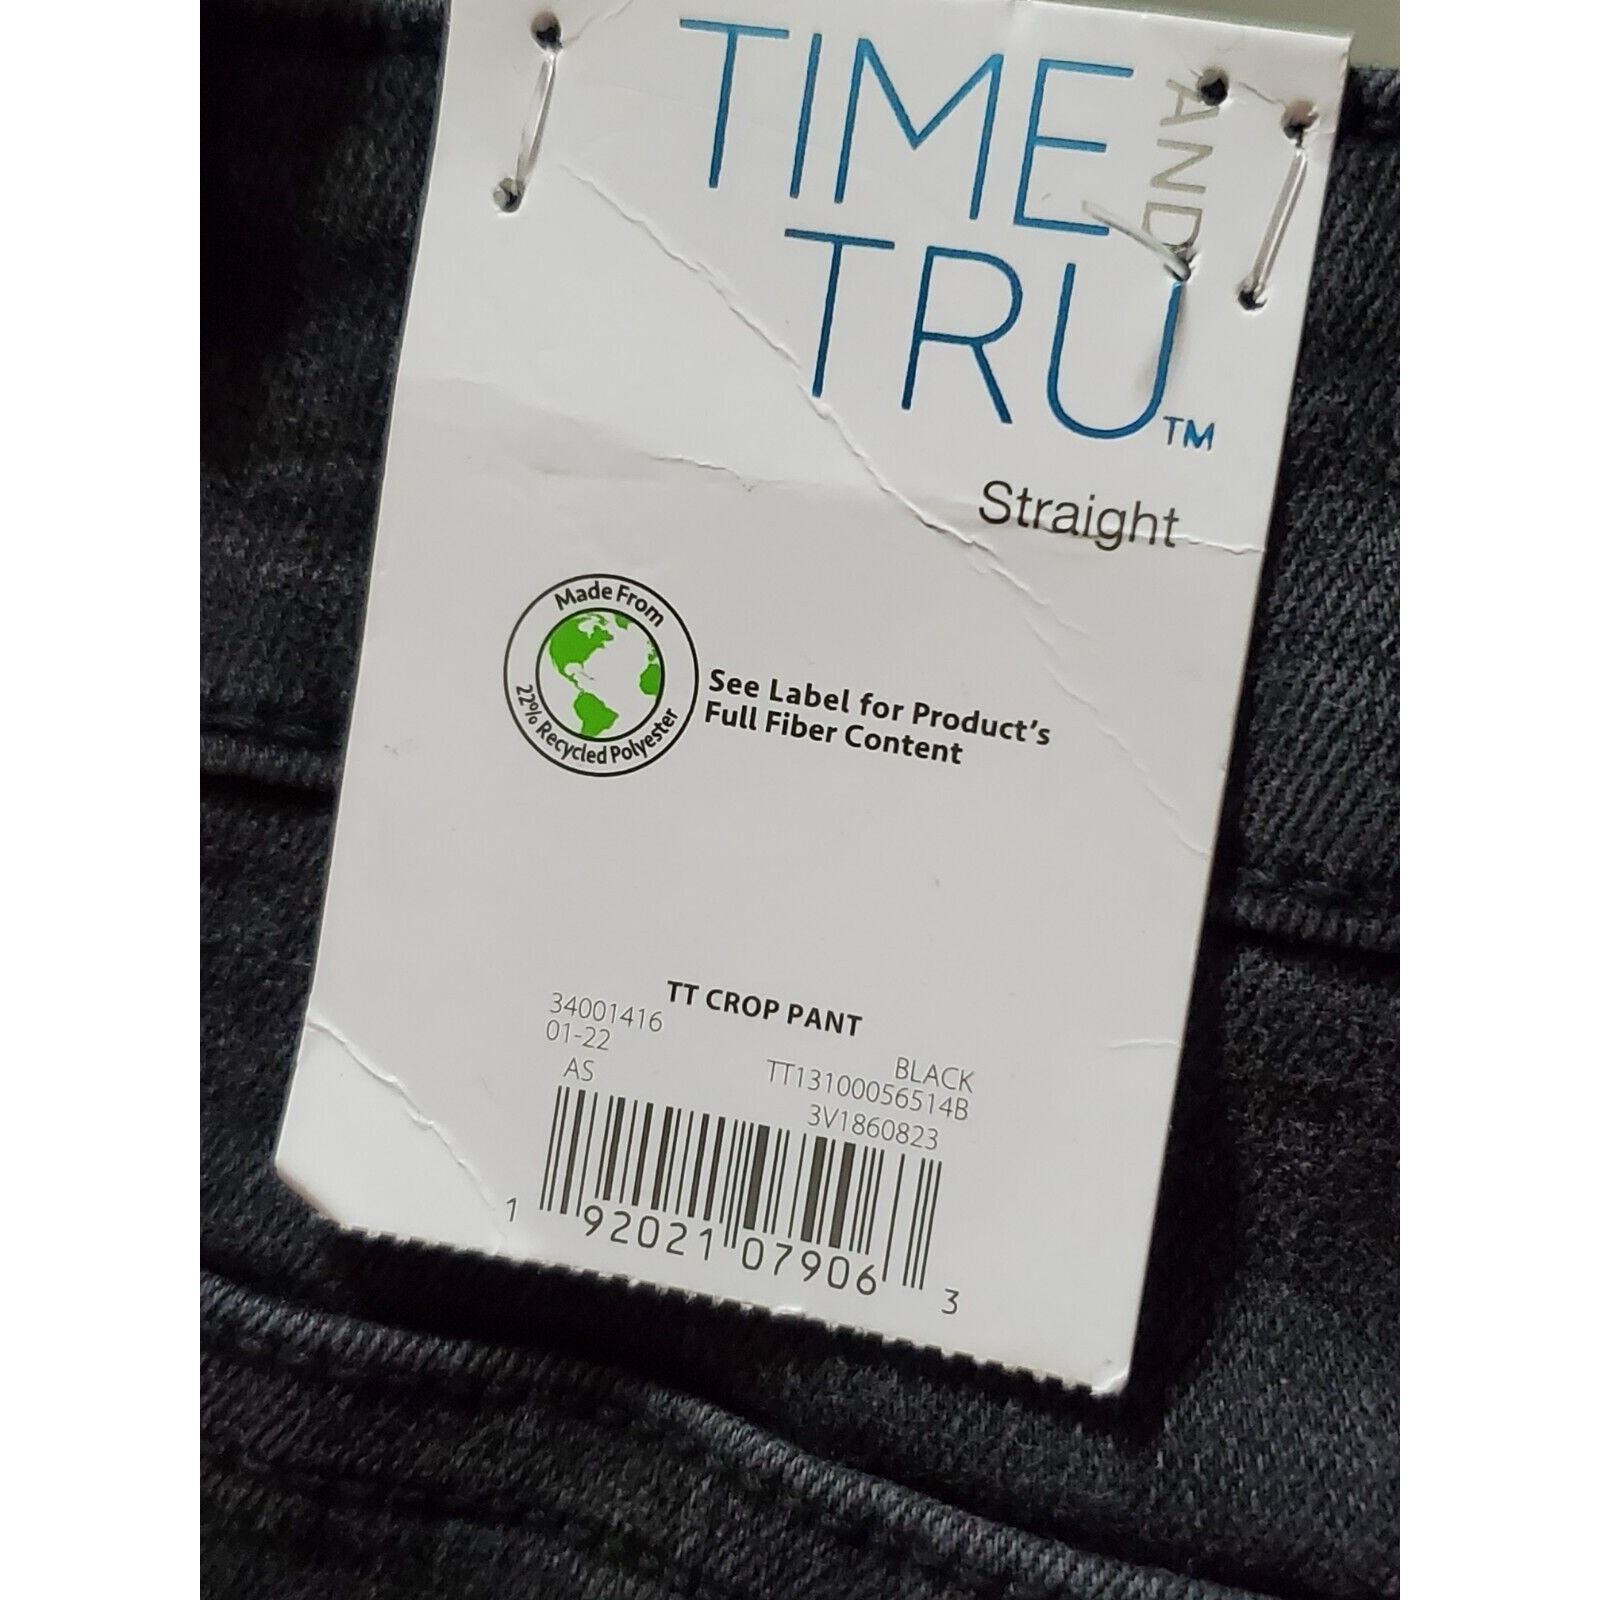 TIME AND
TRU™
Straight
Made From
22% Recycled Polyester
See Label for Product's
Full Fiber Content
TT CROP PANT
34001416
01-22
AS
BLACK
TT13100056514B
3V1860823
1 92021 07906 3